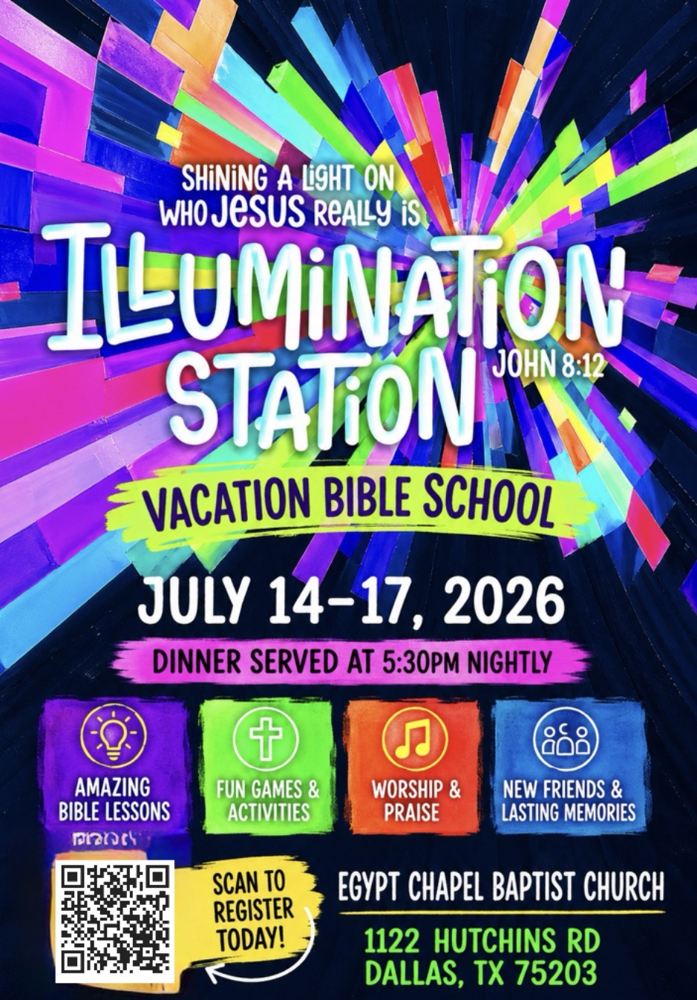 SHINING A LIGHT ON
WHO JESUS REALLY IS
ILLUMINATION
STATION
JOHN 8:12
VACATION BIBLE SCHOOL
JULY 14-17, 2026
DINNER SERVED AT 5:30PM NIGHTLY
AMAZING
BIBLE LESSONS
FUN GAMES &
ACTIVITIES
WORSHIP &
PRAISE
NEW FRIENDS &
LASTING MEMORIES
SCAN TO
REGISTER
TODAY!
EGYPT CHAPEL BAPTIST CHURCH
1122 HUTCHINS RD
DALLAS, TX 75203